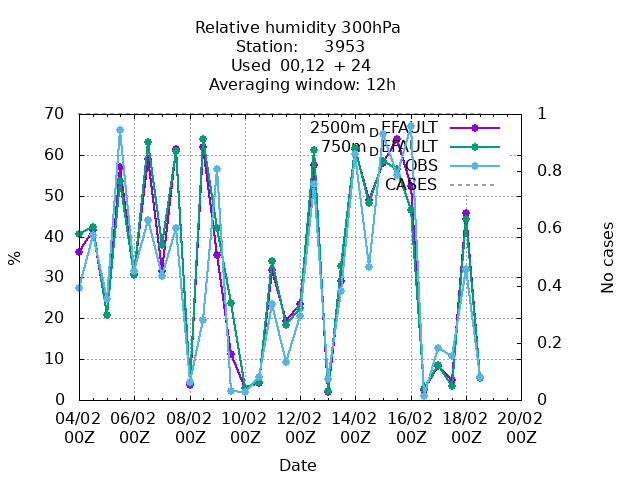 Relative humidity 300hPa
Station: 3953
Used 00,12 + 24
Averaging window: 12h
2500m DEFAULT
750m DEFAULT
OBS
CASES
70
60
50
40
30
20
10
0
%
1
0.8
0.6
0.4
0.2
0
No cases
04/02 06/02 08/02 10/02 12/02 14/02 16/02 18/02 20/02
00Z 00Z 00Z 00Z 00Z 00Z 00Z 00Z 00Z
Date